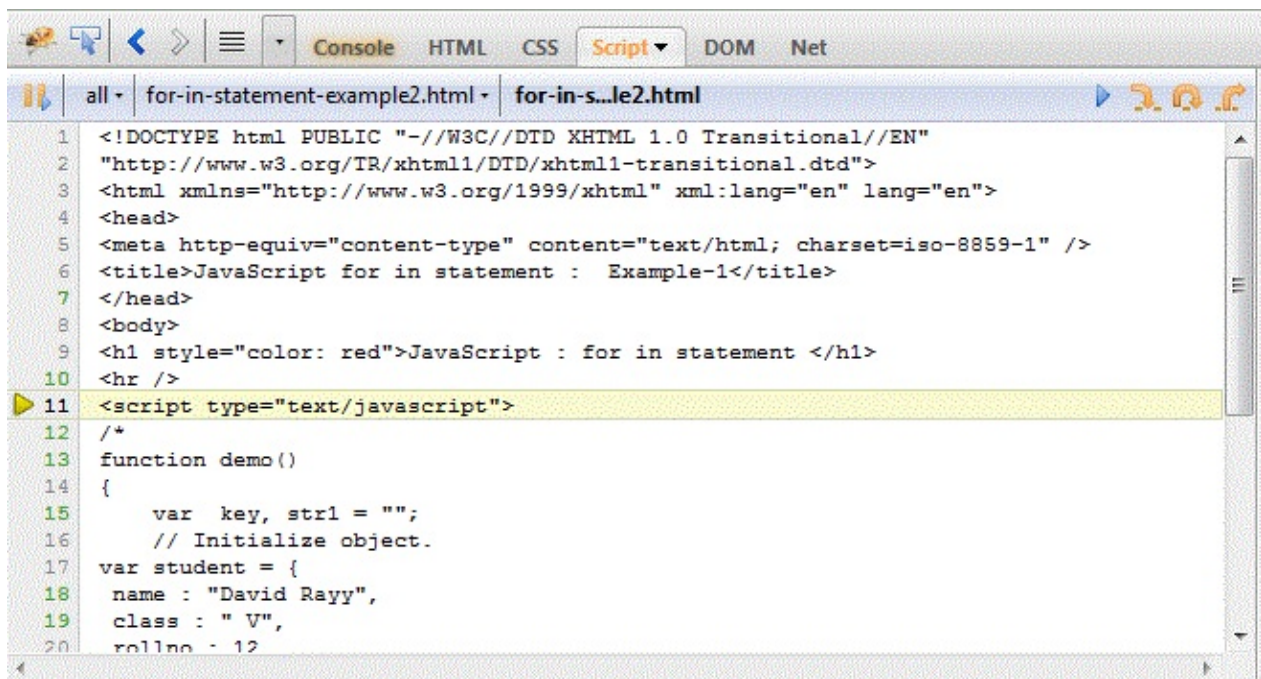 Console HTML CSS Script DOM Net
all for-in-statement-example2.html for-in-s...le2.html
1 <!DOCTYPE html PUBLIC "-//W3C//DTD XHTML 1.0 Transitional//EN"
2 "http://www.w3.org/TR/xhtml1/DTD/xhtml1-transitional.dtd">
3 <html xmlns="http://www.w3.org/1999/xhtml" xml:lang="en" lang="en">
4 <head>
5 <meta http-equiv="content-type" content="text/html; charset=iso-8859-1" />
6 <title>JavaScript for in statement :  Example-1</title>
7 </head>
8 <body>
9 <h1 style="color: red">JavaScript : for in statement </h1>
10 <hr />
11 <script type="text/javascript">
12 /*
13 function demo()
14 {
15     var  key, str1 = "";
16     // Initialize object.
17 var student = {
18  name : "David Rayy",
19  class : " V",
20  rollno : 12